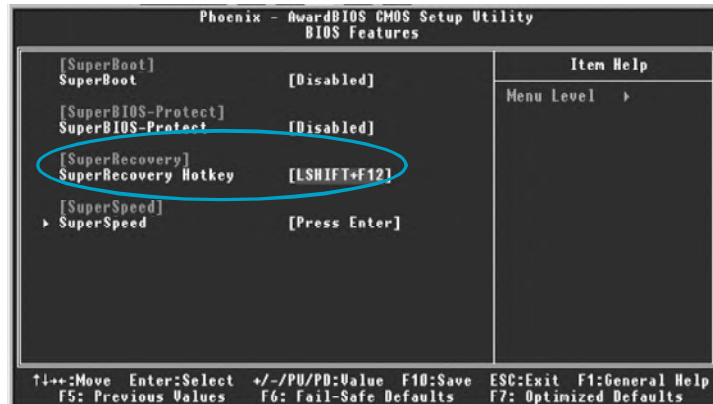 Phoenix - AwardBIOS CMOS Setup Utility
BIOS Features
[SuperBoot]
SuperBoot [Disabled]
[SuperBIOS-Protect]
SuperBIOS-Protect [Disabled]
[SuperRecovery]
SuperRecovery Hotkey [LSHIFT+F12]
[SuperSpeed]
▸ SuperSpeed [Press Enter]
Item Help
Menu Level ▸
↑↓→←:Move Enter:Select +/-/PU/PD:Value F10:Save ESC:Exit F1:General Help
F5: Previous Values F6: Fail-Safe Defaults F7: Optimized Defaults